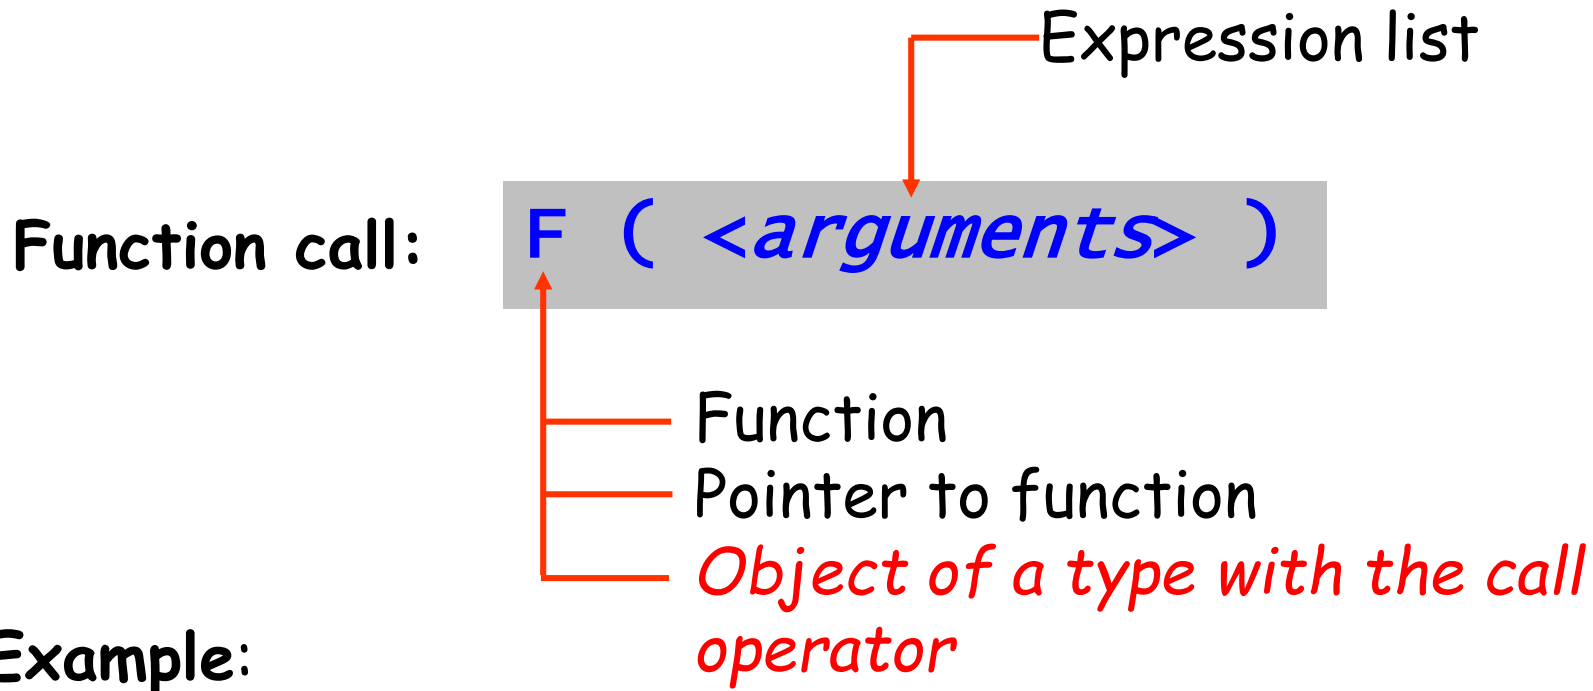 Expression list
Function call: F ( <arguments> )
Function
Pointer to function
Object of a type with the call
operator
Example: